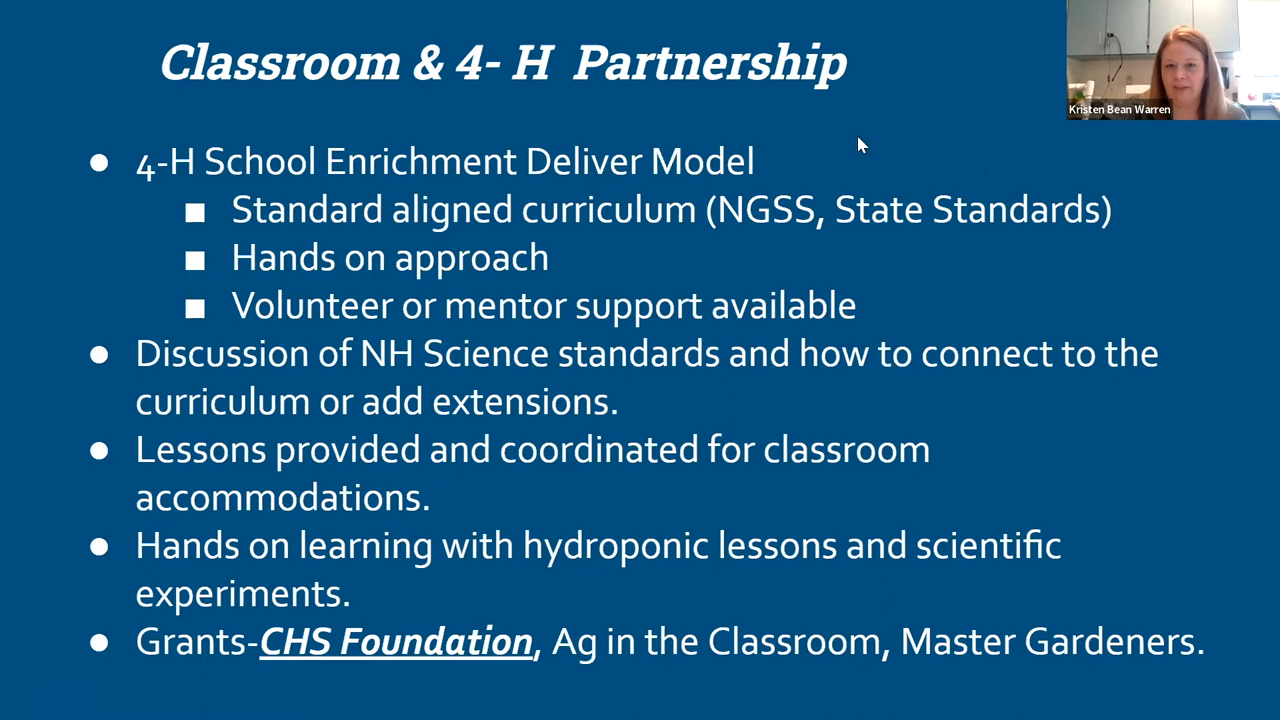 Classroom & 4- H Partnership
Kristen Bean Warren
● 4-H School Enrichment Deliver Model
■ Standard aligned curriculum (NGSS, State Standards)
■ Hands on approach
■ Volunteer or mentor support available
● Discussion of NH Science standards and how to connect to the
curriculum or add extensions.
● Lessons provided and coordinated for classroom
accommodations.
● Hands on learning with hydroponic lessons and scientific
experiments.
● Grants-CHS Foundation, Ag in the Classroom, Master Gardeners.